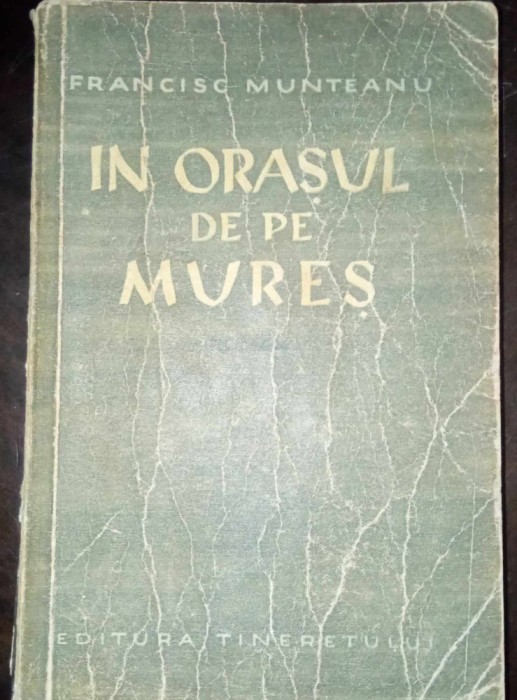 FRANCISC MUNTEANU
IN ORAȘUL
DE PE
MUREȘ
EDITURA TINERETULUI